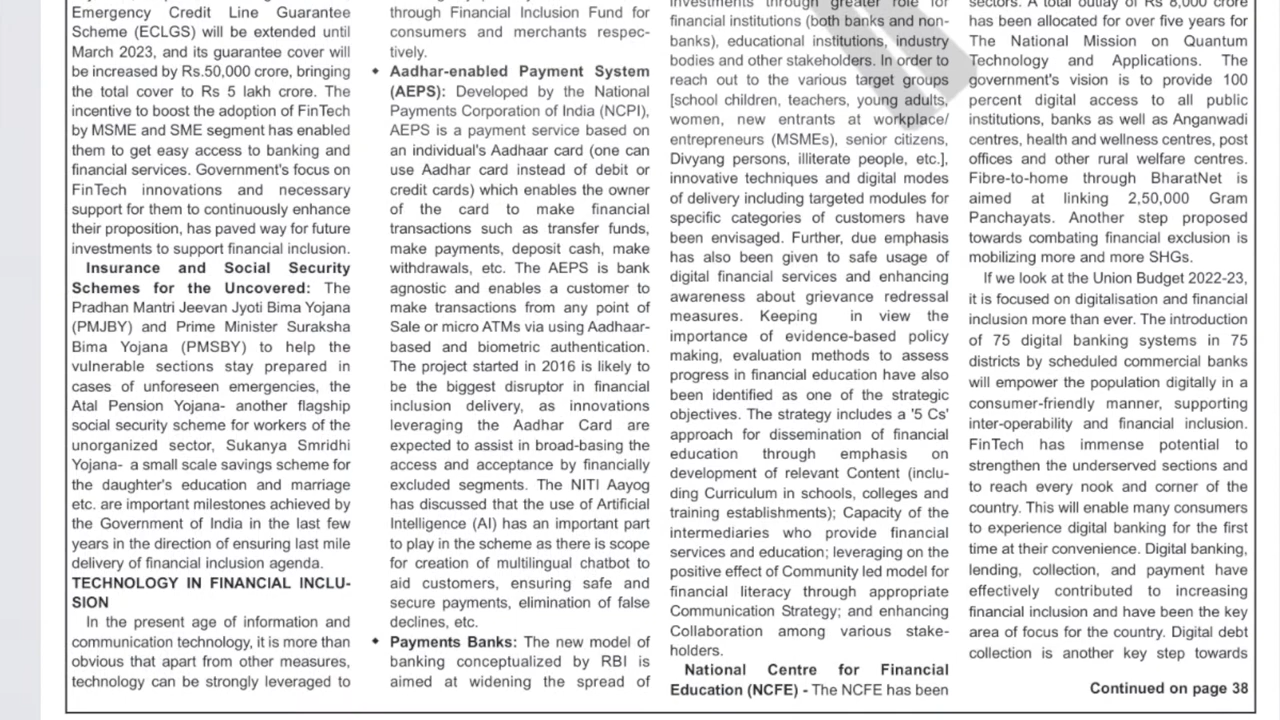 Emergency Credit Line Guarantee
Scheme (ECLGS) will be extended until
March 2023, and its guarantee cover will
be increased by Rs.50,000 crore, bringing
the total cover to Rs 5 lakh crore. The
incentive to boost the adoption of FinTech
by MSME and SME segment has enabled
them to get easy access to banking and
financial services. Government's focus on
FinTech innovations and necessary
support for them to continuously enhance
their proposition, has paved way for future
investments to support financial inclusion.
Insurance and Social Security
Schemes for the Uncovered: The
Pradhan Mantri Jeevan Jyoti Bima Yojana
(PMJBY) and Prime Minister Suraksha
Bima Yojana (PMSBY) to help the
vulnerable sections stay prepared in
cases of unforeseen emergencies, the
Atal Pension Yojana- another flagship
social security scheme for workers of the
unorganized sector, Sukanya Smridhi
Yojana- a small scale savings scheme for
the daughter's education and marriage
etc. are important milestones achieved by
the Government of India in the last few
years in the direction of ensuring last mile
delivery of financial inclusion agenda.
TECHNOLOGY IN FINANCIAL INCLU-
SION
In the present age of information and
communication technology, it is more than
obvious that apart from other measures,
technology can be strongly leveraged to
through Financial Inclusion Fund for
consumers and merchants respec-
tively.
◆ Aadhar-enabled Payment System
(AEPS): Developed by the National
Payments Corporation of India (NCPI),
AEPS is a payment service based on
an individual's Aadhaar card (one can
use Aadhar card instead of debit or
credit cards) which enables the owner
of the card to make financial
transactions such as transfer funds,
make payments, deposit cash, make
withdrawals, etc. The AEPS is bank
agnostic and enables a customer to
make transactions from any point of
Sale or micro ATMs via using Aadhaar-
based and biometric authentication.
The project started in 2016 is likely to
be the biggest disruptor in financial
inclusion delivery, as innovations
leveraging the Aadhar Card are
expected to assist in broad-basing the
access and acceptance by financially
excluded segments. The NITI Aayog
has discussed that the use of Artificial
Intelligence (AI) has an important part
to play in the scheme as there is scope
for creation of multilingual chatbot to
aid customers, ensuring safe and
secure payments, elimination of false
declines, etc.
◆ Payments Banks: The new model of
banking conceptualized by RBI is
aimed at widening the spread of
investments through greater role for
financial institutions (both banks and non-
banks), educational institutions, industry
bodies and other stakeholders. In order to
reach out to the various target groups
[school children, teachers, young adults,
women, new entrants at workplace/
entrepreneurs (MSMEs), senior citizens,
Divyang persons, illiterate people, etc.],
innovative techniques and digital modes
of delivery including targeted modules for
specific categories of customers have
been envisaged. Further, due emphasis
has also been given to safe usage of
digital financial services and enhancing
awareness about grievance redressal
measures. Keeping in view the
importance of evidence-based policy
making, evaluation methods to assess
progress in financial education have also
been identified as one of the strategic
objectives. The strategy includes a '5 Cs'
approach for dissemination of financial
education through emphasis on
development of relevant Content (inclu-
ding Curriculum in schools, colleges and
training establishments); Capacity of the
intermediaries who provide financial
services and education; leveraging on the
positive effect of Community led model for
financial literacy through appropriate
Communication Strategy; and enhancing
Collaboration among various stake-
holders.
National Centre for Financial
Education (NCFE) - The NCFE has been
sectors. A total outlay of Rs 8,000 crore
has been allocated for over five years for
The National Mission on Quantum
Technology and Applications. The
government's vision is to provide 100
percent digital access to all public
institutions, banks as well as Anganwadi
centres, health and wellness centres, post
offices and other rural welfare centres.
Fibre-to-home through BharatNet is
aimed at linking 2,50,000 Gram
Panchayats. Another step proposed
towards combating financial exclusion is
mobilizing more and more SHGs.
If we look at the Union Budget 2022-23,
it is focused on digitalisation and financial
inclusion more than ever. The introduction
of 75 digital banking systems in 75
districts by scheduled commercial banks
will empower the population digitally in a
consumer-friendly manner, supporting
inter-operability and financial inclusion.
FinTech has immense potential to
strengthen the underserved sections and
to reach every nook and corner of the
country. This will enable many consumers
to experience digital banking for the first
time at their convenience. Digital banking,
lending, collection, and payment have
effectively contributed to increasing
financial inclusion and have been the key
area of focus for the country. Digital debt
collection is another key step towards
Continued on page 38